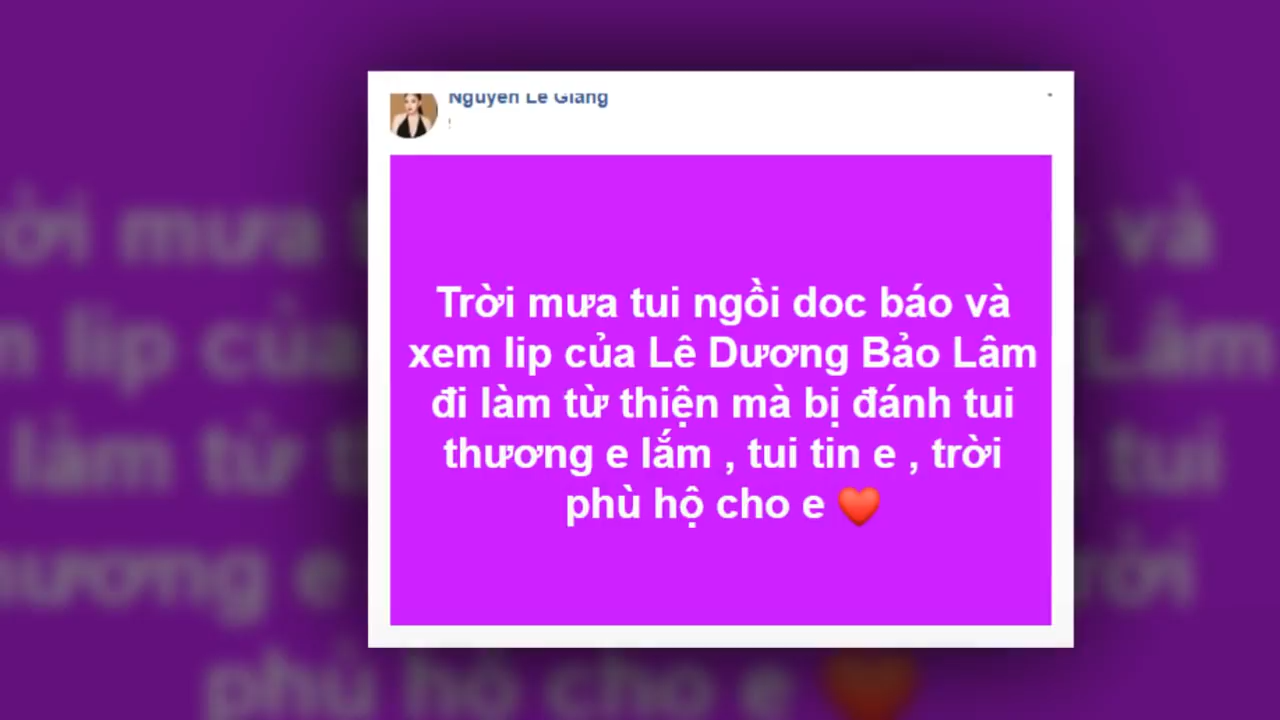 Nguyen Le Giang
Trời mưa tui ngồi doc báo và
xem lip của Lê Dương Bảo Lâm
đi làm từ thiện mà bị đánh tui
thương e lắm , tui tin e , trời
phù hộ cho e ❤️